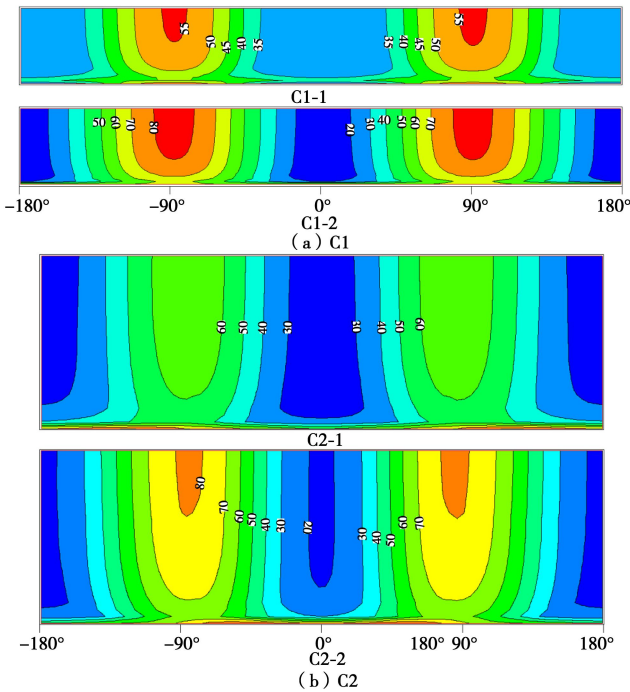 55 50 45 40 35 35 40 45 50 55
C1-1
50 60 70 80 20 30 40 50 60 70
−180° −90° 0° 90° 180°
C1-2
(a) C1
60 50 40 30 30 40 50 60
C2-1
80 70 60 50 40 30 20 30 40 50 60 70
−180° −90° 0° 180° 90° 180°
C2-2
(b) C2